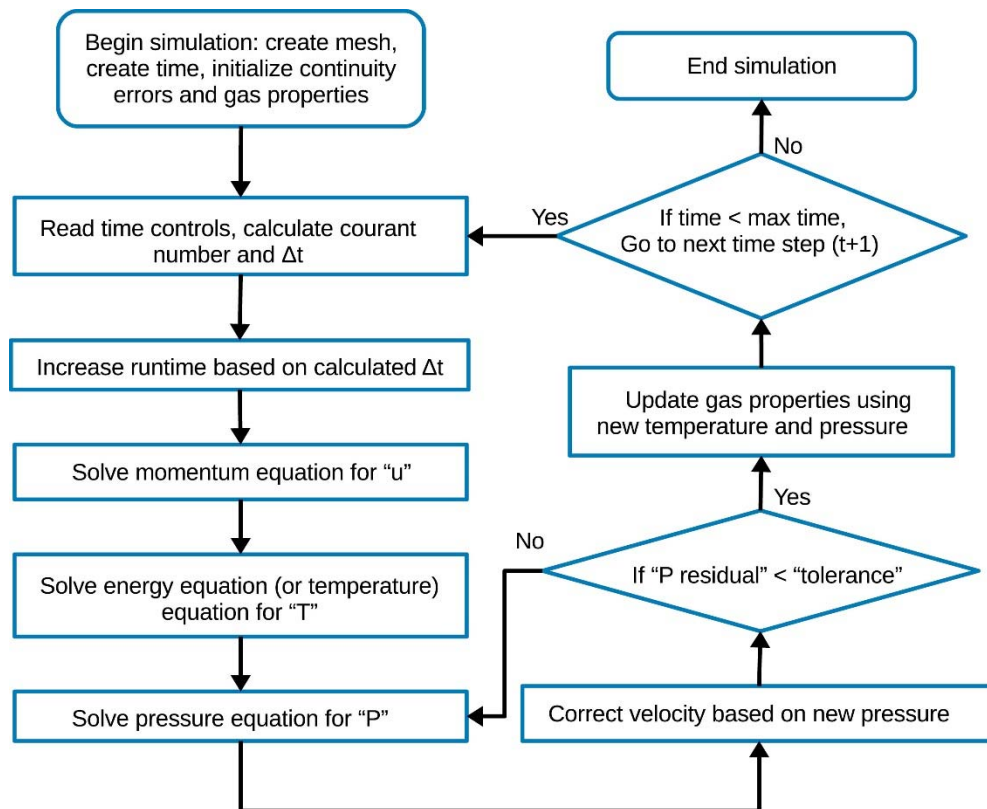 Begin simulation: create mesh,
create time, initialize continuity
errors and gas properties
Read time controls, calculate courant
number and Δt
Increase runtime based on calculated Δt
Solve momentum equation for “u”
Solve energy equation (or temperature)
equation for “T”
Solve pressure equation for “P”
Correct velocity based on new pressure
If “P residual” < “tolerance”
No
Yes
Update gas properties using
new temperature and pressure
If time < max time,
Go to next time step (t+1)
Yes
No
End simulation